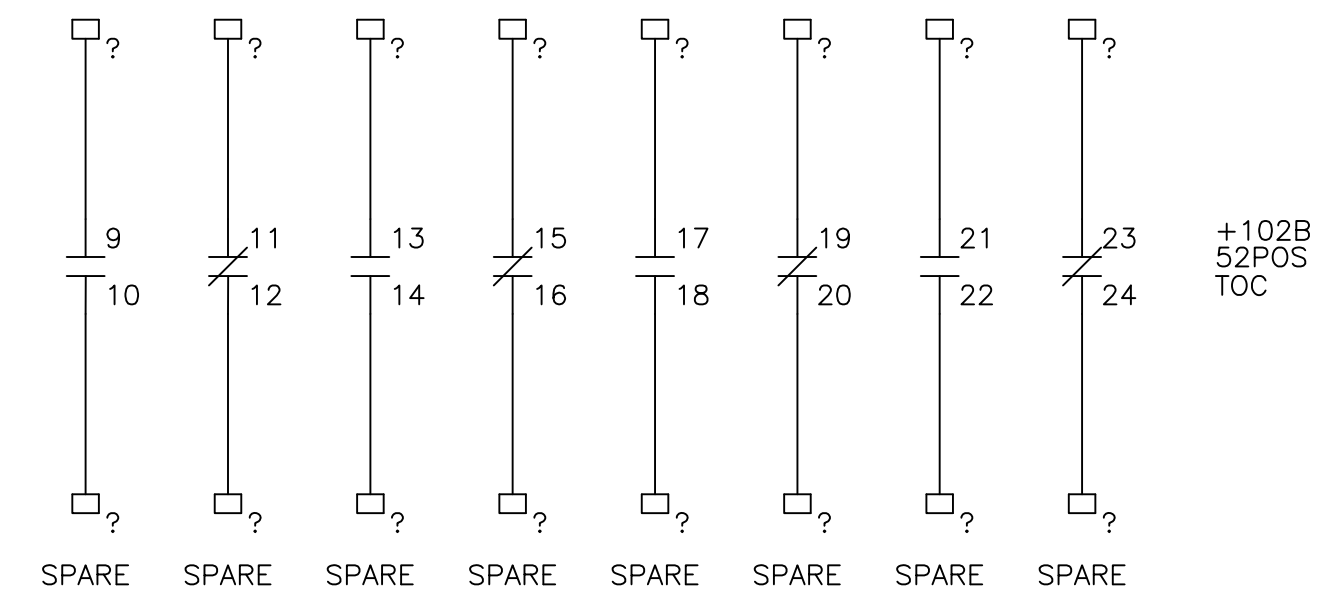 ? ? ? ? ? ? ? ?
9 11 13 15 17 19 21 23
10 12 14 16 18 20 22 24
+102B
52POS
TOC
? ? ? ? ? ? ? ?
SPARE SPARE SPARE SPARE SPARE SPARE SPARE SPARE